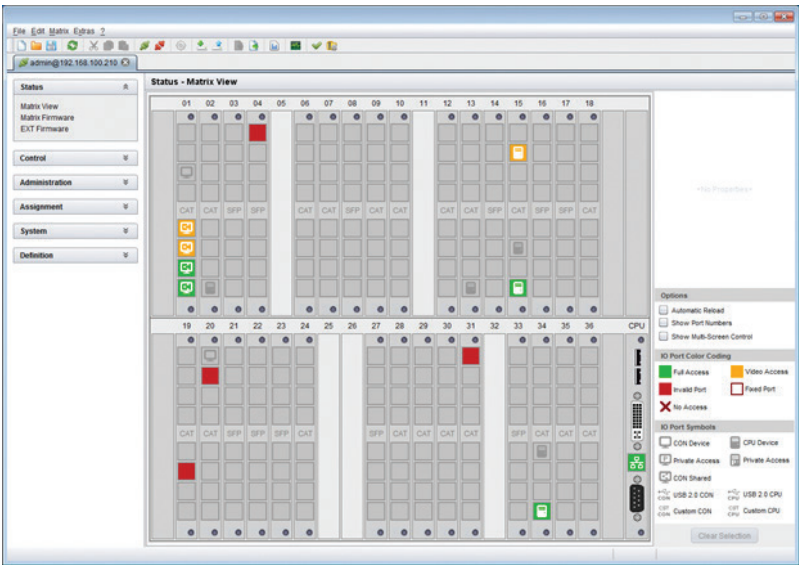 File Edit Matrix Extras ?
admin@192.168.100.210
Status
Matrix View
Matrix Firmware
EXT Firmware
Control
Administration
Assignment
System
Definition
Status - Matrix View
01 02 03 04 05 06 07 08 09 10 11 12 13 14 15 16 17 18
CAT CAT SFP SFP CAT CAT SFP CAT CAT CAT CAT SFP CAT SFP SFP CAT
19 20 21 22 23 24 25 26 27 28 29 30 31 32 33 34 35 36 CPU
CAT CAT SFP SFP CAT CAT SFP CAT CAT CAT CAT SFP CAT CAT CAT
<No Properties>
Options
Automatic Reload
Show Port Numbers
Show Multi-Screen Control
IO Port Color Coding
Full Access Video Access
Invalid Port Fixed Port
No Access
IO Port Symbols
CON Device CPU Device
Private Access Private Access
CON Shared
USB 2.0 CON USB 2.0 CPU
Custom CON Custom CPU
Clear Selection